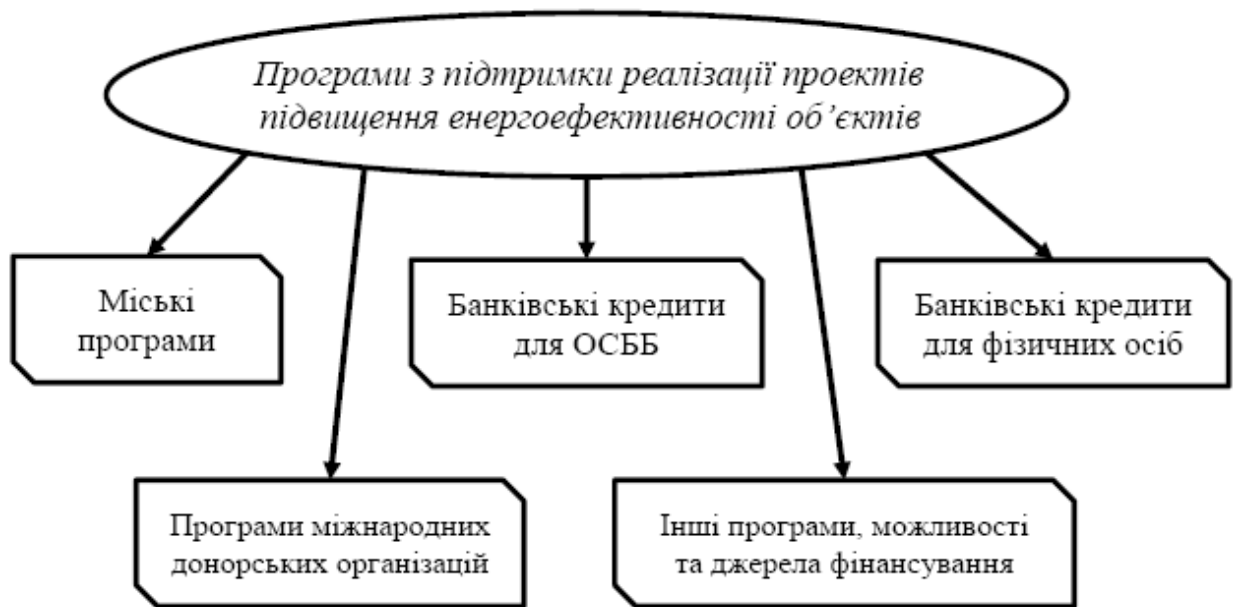 Програми з підтримки реалізації проектів
підвищення енергоефективності об’єктів
Міські
програми
Банківські кредити
для ОСББ
Банківські кредити
для фізичних осіб
Програми міжнародних
донорських організацій
Інші програми, можливості
та джерела фінансування